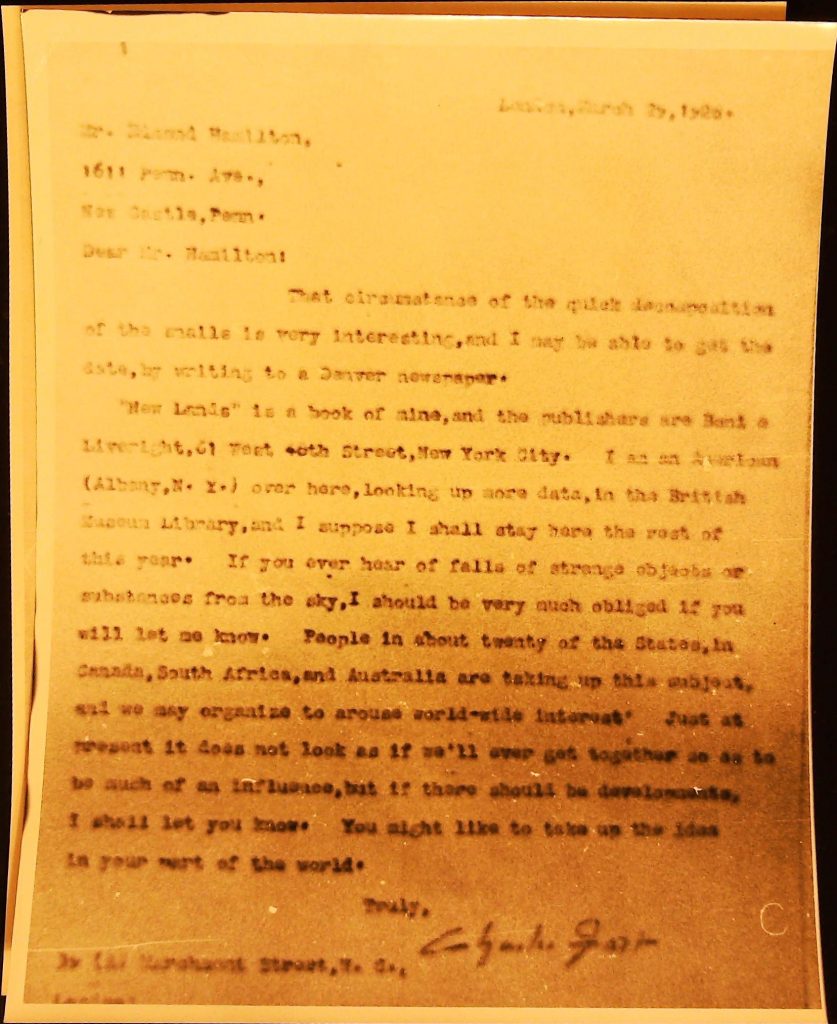 London, March 27, 1926.
Mr. Edmond Hamilton,
1611 Penn. Ave.,
New Castle, Penn.
Dear Mr. Hamilton:
That circumstance of the quick decomposition
of the snails is very interesting, and I may be able to get the
date, by writing to a Denver newspaper.
"New Lands" is a book of mine, and the publishers are Boni &
Liveright, 61 West 48th Street, New York City. I am an American
(Albany, N. Y.) over here, looking up more data, in the British
Museum Library, and I suppose I shall stay here the rest of
this year. If you ever hear of falls of strange objects or
substances from the sky, I should be very much obliged if you
will let me know. People in about twenty of the States, in
Canada, South Africa, and Australia are taking up this subject,
and we may organize to arouse world-wide interest. Just at
present it does not look as if we'll ever get together so as to
be much of an influence, but if there should be developments,
I shall let you know. You might like to take up the idea
in your part of the world.
Truly,
Charles Fort
39 (A) Marchmont Street, W. C.,
London
C